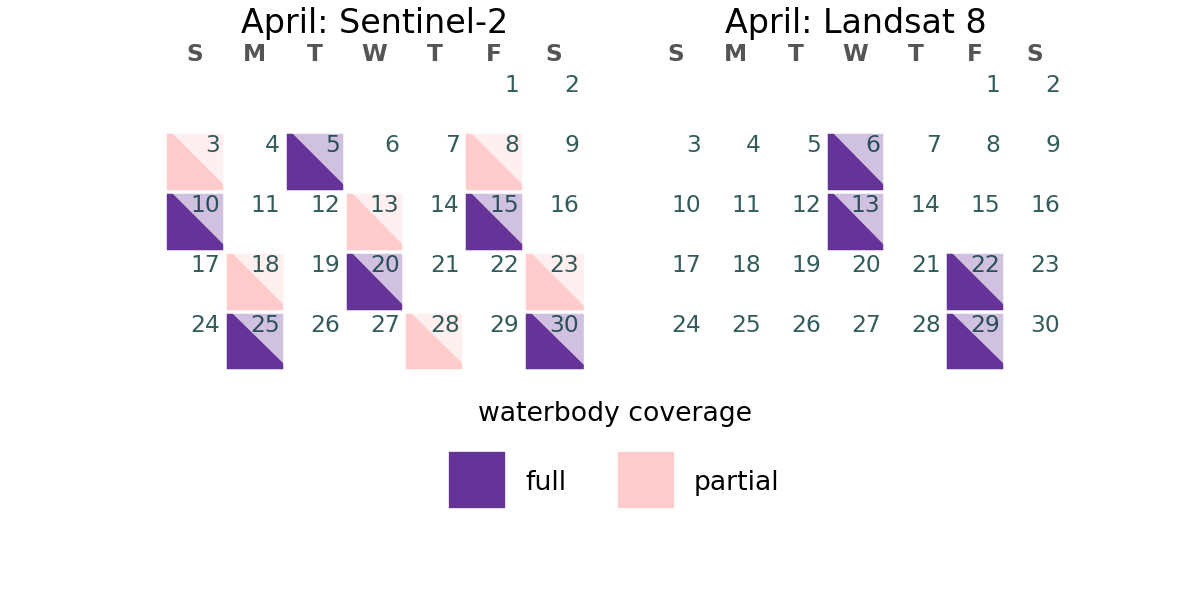 April: Sentinel-2
S M T W T F S
1 2
3 4 5 6 7 8 9
10 11 12 13 14 15 16
17 18 19 20 21 22 23
24 25 26 27 28 29 30
April: Landsat 8
S M T W T F S
1 2
3 4 5 6 7 8 9
10 11 12 13 14 15 16
17 18 19 20 21 22 23
24 25 26 27 28 29 30
waterbody coverage
full
partial